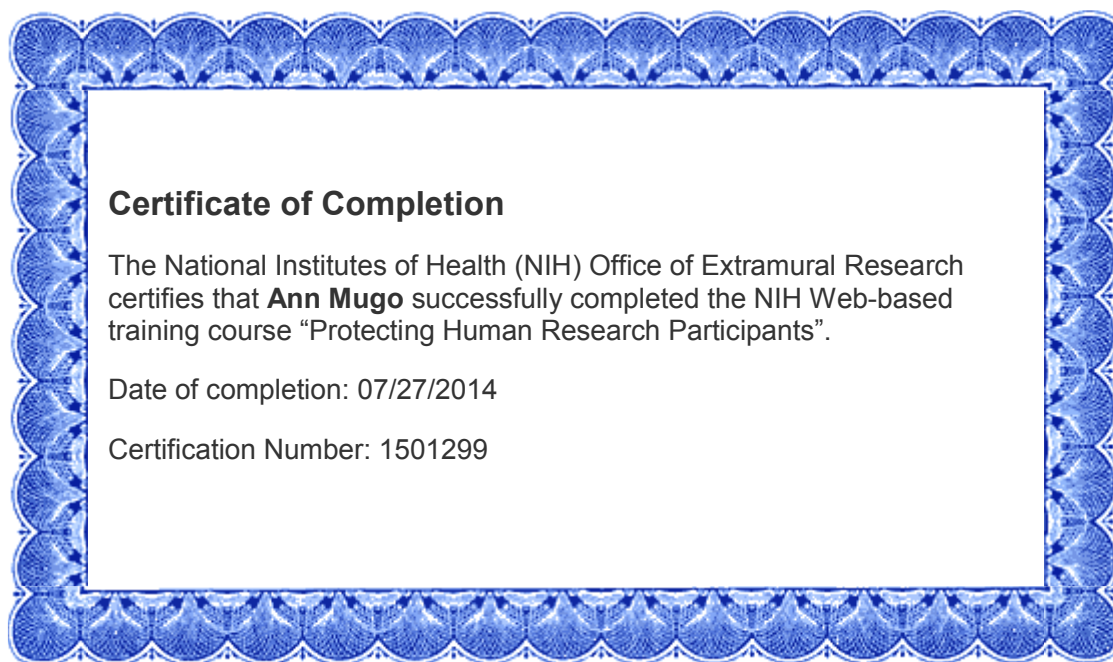 Certificate of Completion
The National Institutes of Health (NIH) Office of Extramural Research
certifies that Ann Mugo successfully completed the NIH Web-based
training course “Protecting Human Research Participants”.
Date of completion: 07/27/2014
Certification Number: 1501299